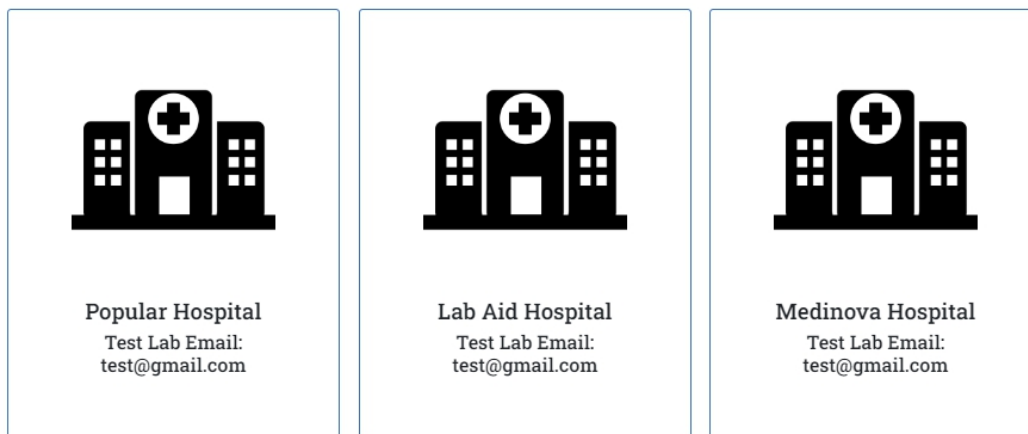 Popular Hospital
Test Lab Email:
test@gmail.com
Lab Aid Hospital
Test Lab Email:
test@gmail.com
Medinova Hospital
Test Lab Email:
test@gmail.com